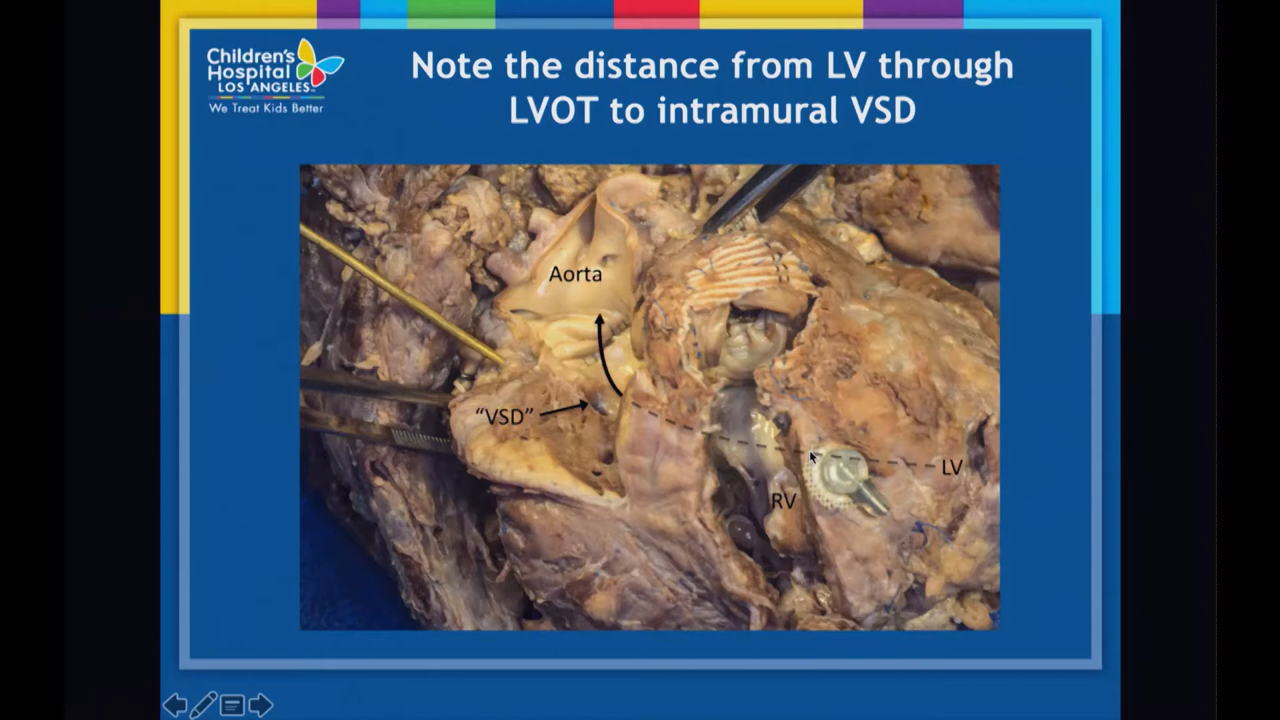 Children's
Hospital
LOS ANGELES
We Treat Kids Better
Note the distance from LV through
LVOT to intramural VSD
Aorta
"VSD"
LV
RV